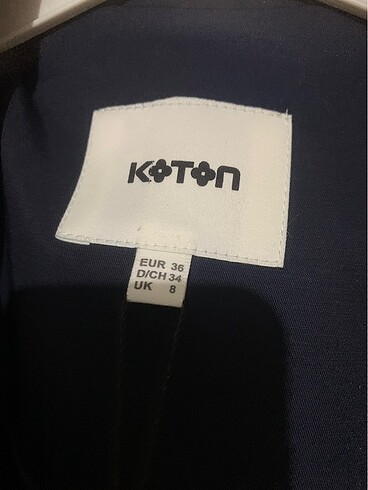 KOTON
EUR 36
D/CH 34
UK 8